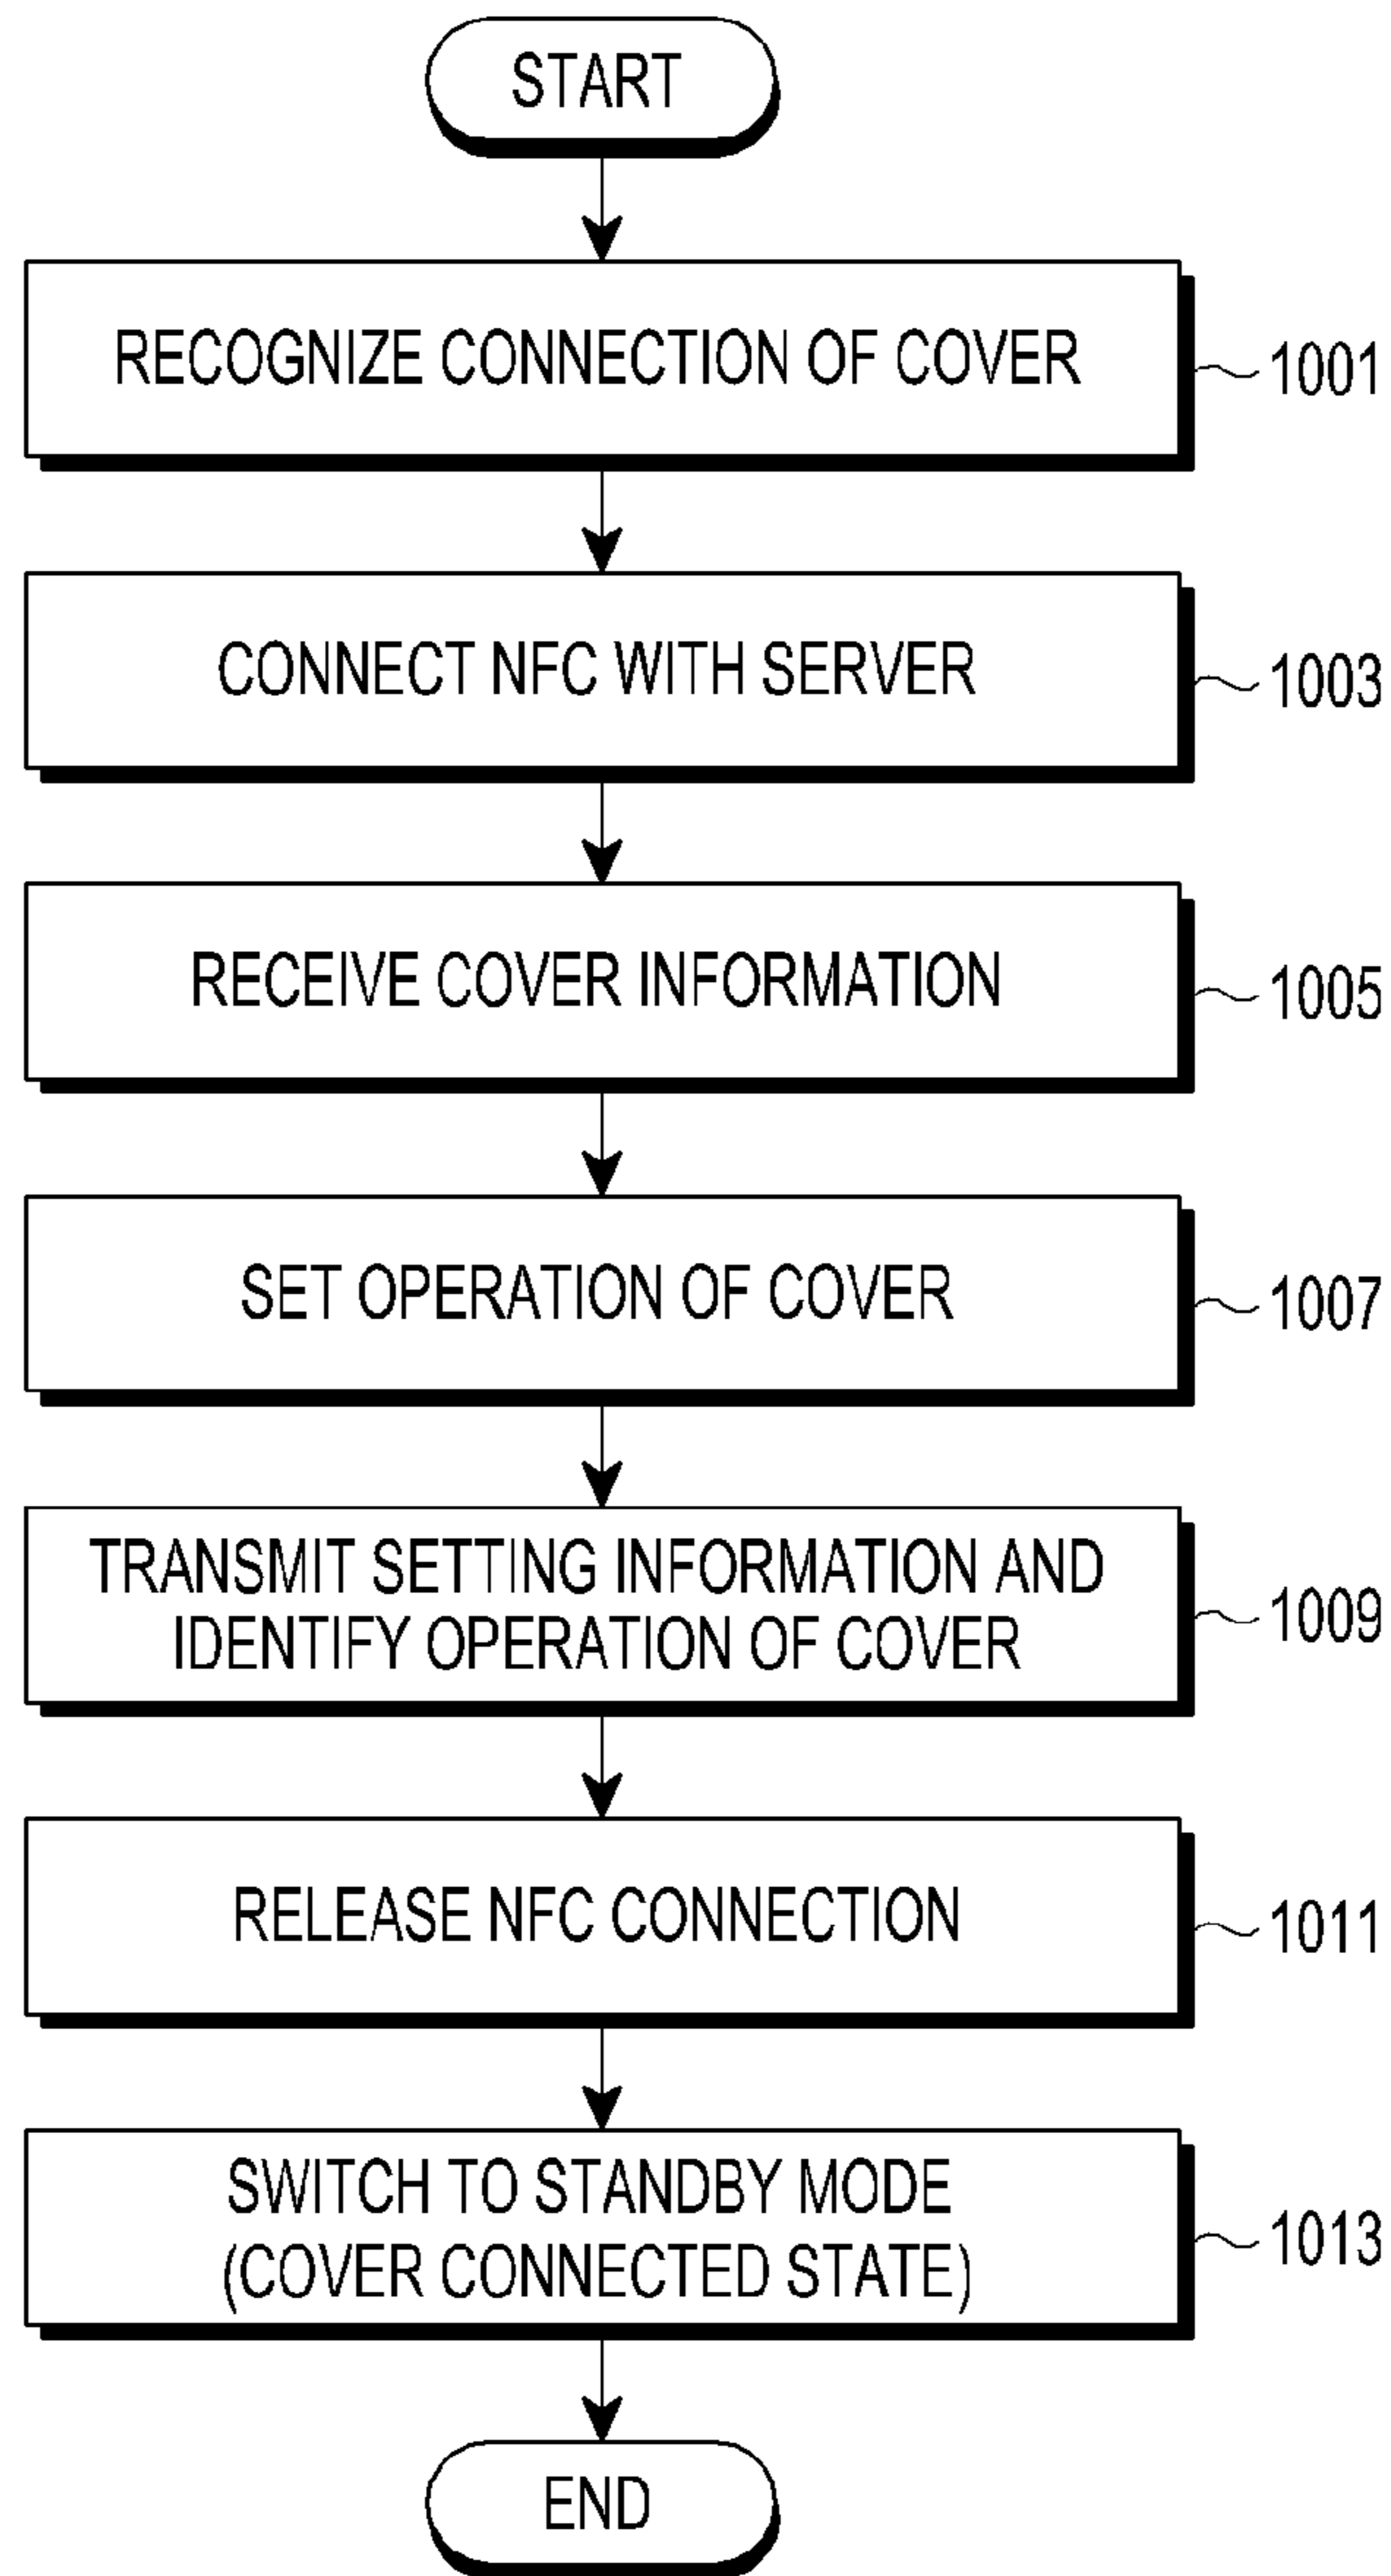 START
RECOGNIZE CONNECTION OF COVER
1001
CONNECT NFC WITH SERVER
1003
RECEIVE COVER INFORMATION
1005
SET OPERATION OF COVER
1007
TRANSMIT SETTING INFORMATION AND
IDENTIFY OPERATION OF COVER
1009
RELEASE NFC CONNECTION
1011
SWITCH TO STANDBY MODE
(COVER CONNECTED STATE)
1013
END